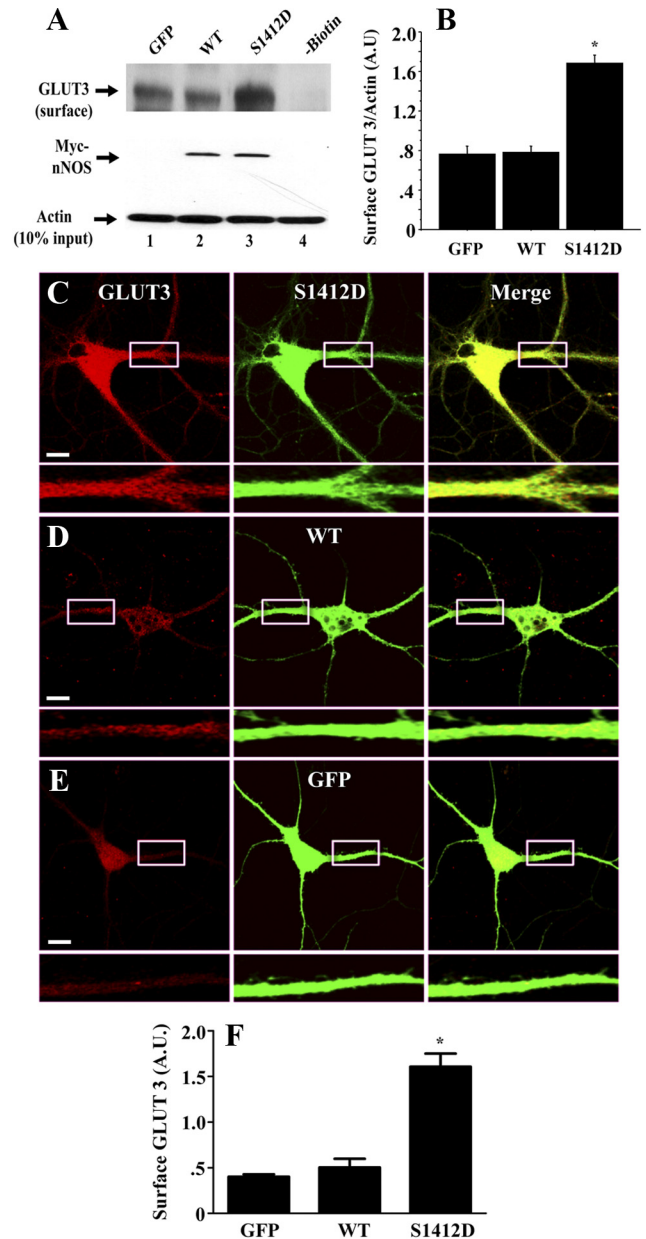 A
GFP
WT
S1412D
-Biotin
GLUT3
(surface)
Myc-
nNOS
Actin
(10% input)
1 2 3 4
B
Surface GLUT 3/Actin (A.U)
2.0
1.6
1.2
.8
.4
0
*
GFP WT S1412D
C
GLUT3
S1412D
Merge
D
WT
E
GFP
F
Surface GLUT 3 (A.U.)
2.0
1.5
1.0
.5
0
*
GFP WT S1412D